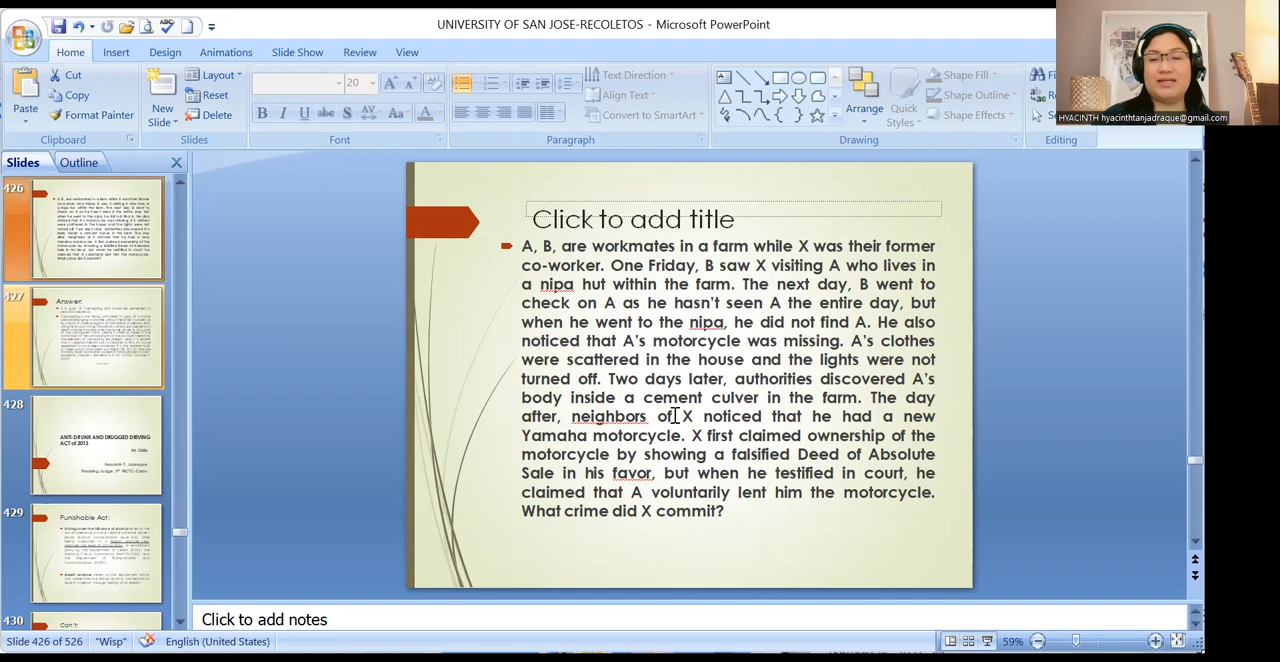 UNIVERSITY OF SAN JOSE-RECOLETOS - Microsoft PowerPoint
Home Insert Design Animations Slide Show Review View
Paste
Cut
Copy
Format Painter
Clipboard
New
Slide
Layout
Reset
Delete
Slides
20
B I U abc S AV Aa A
Font
Text Direction
Align Text
Convert to SmartArt
Paragraph
Arrange
Quick
Styles
Shape Fill
Shape Outline
Shape Effects
Drawing
Editing
HYACINTH hyacinthtanjadraque@gmail.com
Slides Outline
426
427
Answer:
428
ANTI-DRUNK AND DRUGGED DRIVING
ACT of 2013
429
Punishable Act:
430
Con't:
Click to add title
A, B, are workmates in a farm while X was their former
co-worker. One Friday, B saw X visiting A who lives in
a nipa hut within the farm. The next day, B went to
check on A as he hasn't seen A the entire day, but
when he went to the nipa, he did not find A. He also
noticed that A's motorcycle was missing. A's clothes
were scattered in the house and the lights were not
turned off. Two days later, authorities discovered A's
body inside a cement culver in the farm. The day
after, neighbors of X noticed that he had a new
Yamaha motorcycle. X first claimed ownership of the
motorcycle by showing a falsified Deed of Absolute
Sale in his favor, but when he testified in court, he
claimed that A voluntarily lent him the motorcycle.
What crime did X commit?
Click to add notes
Slide 426 of 526
"Wisp"
English (United States)
59%